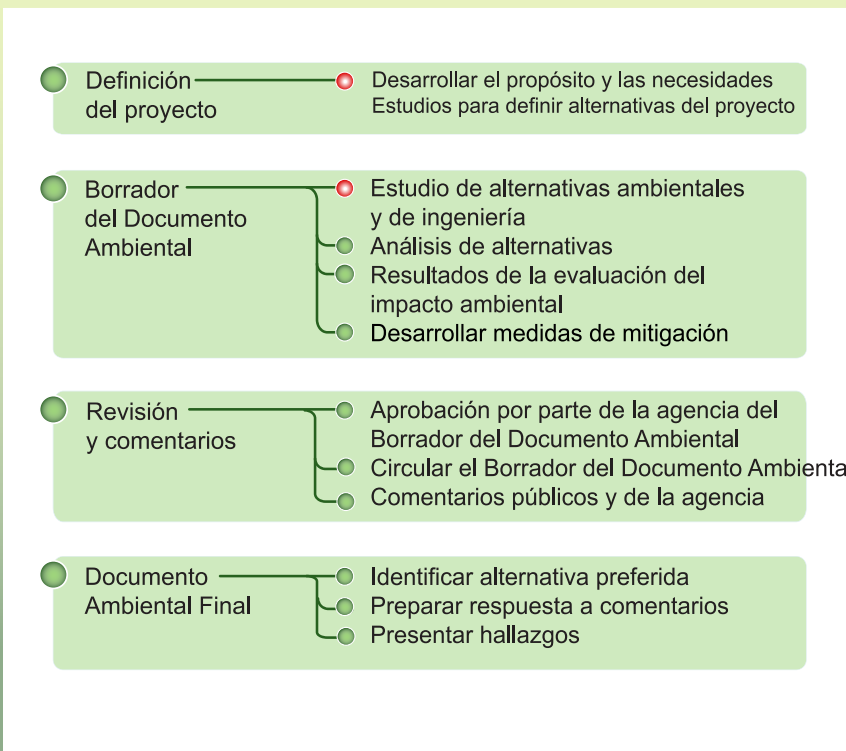 Definición
del proyecto
Desarrollar el propósito y las necesidades
Estudios para definir alternativas del proyecto
Borrador
del Documento
Ambiental
Estudio de alternativas ambientales
y de ingeniería
Análisis de alternativas
Resultados de la evaluación del
impacto ambiental
Desarrollar medidas de mitigación
Revisión
y comentarios
Aprobación por parte de la agencia del
Borrador del Documento Ambiental
Circular el Borrador del Documento Ambienta
Comentarios públicos y de la agencia
Documento
Ambiental Final
Identificar alternativa preferida
Preparar respuesta a comentarios
Presentar hallazgos